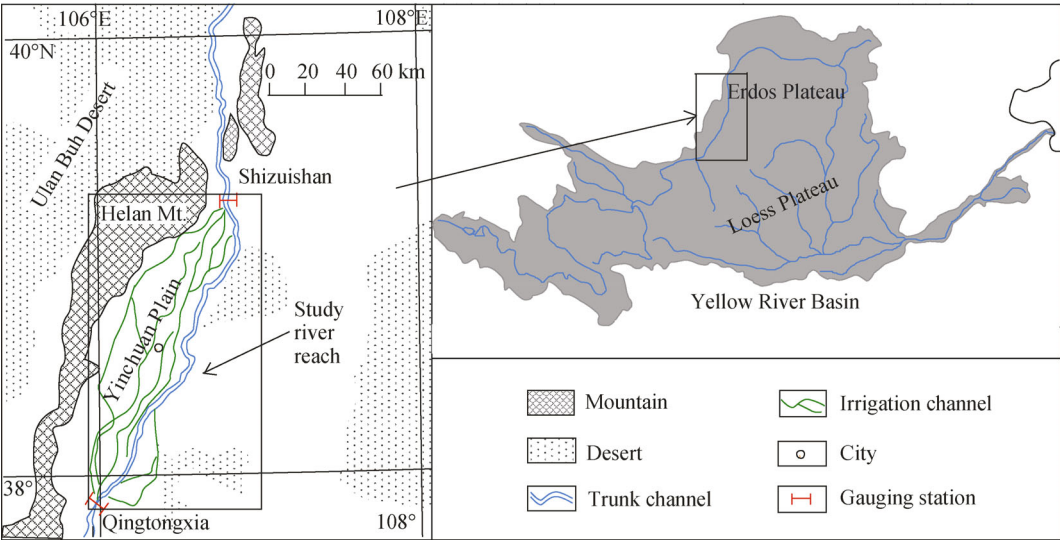 106°E
108°E
40°N
0 20 40 60 km
Ulan Buh Desert
Shizuishan
Helan Mt.
Yinchuan Plain
Study
river
reach
38°
Qingtongxia
108°
Erdos Plateau
Loess Plateau
Yellow River Basin
Mountain
Irrigation channel
Desert
City
Trunk channel
Gauging station